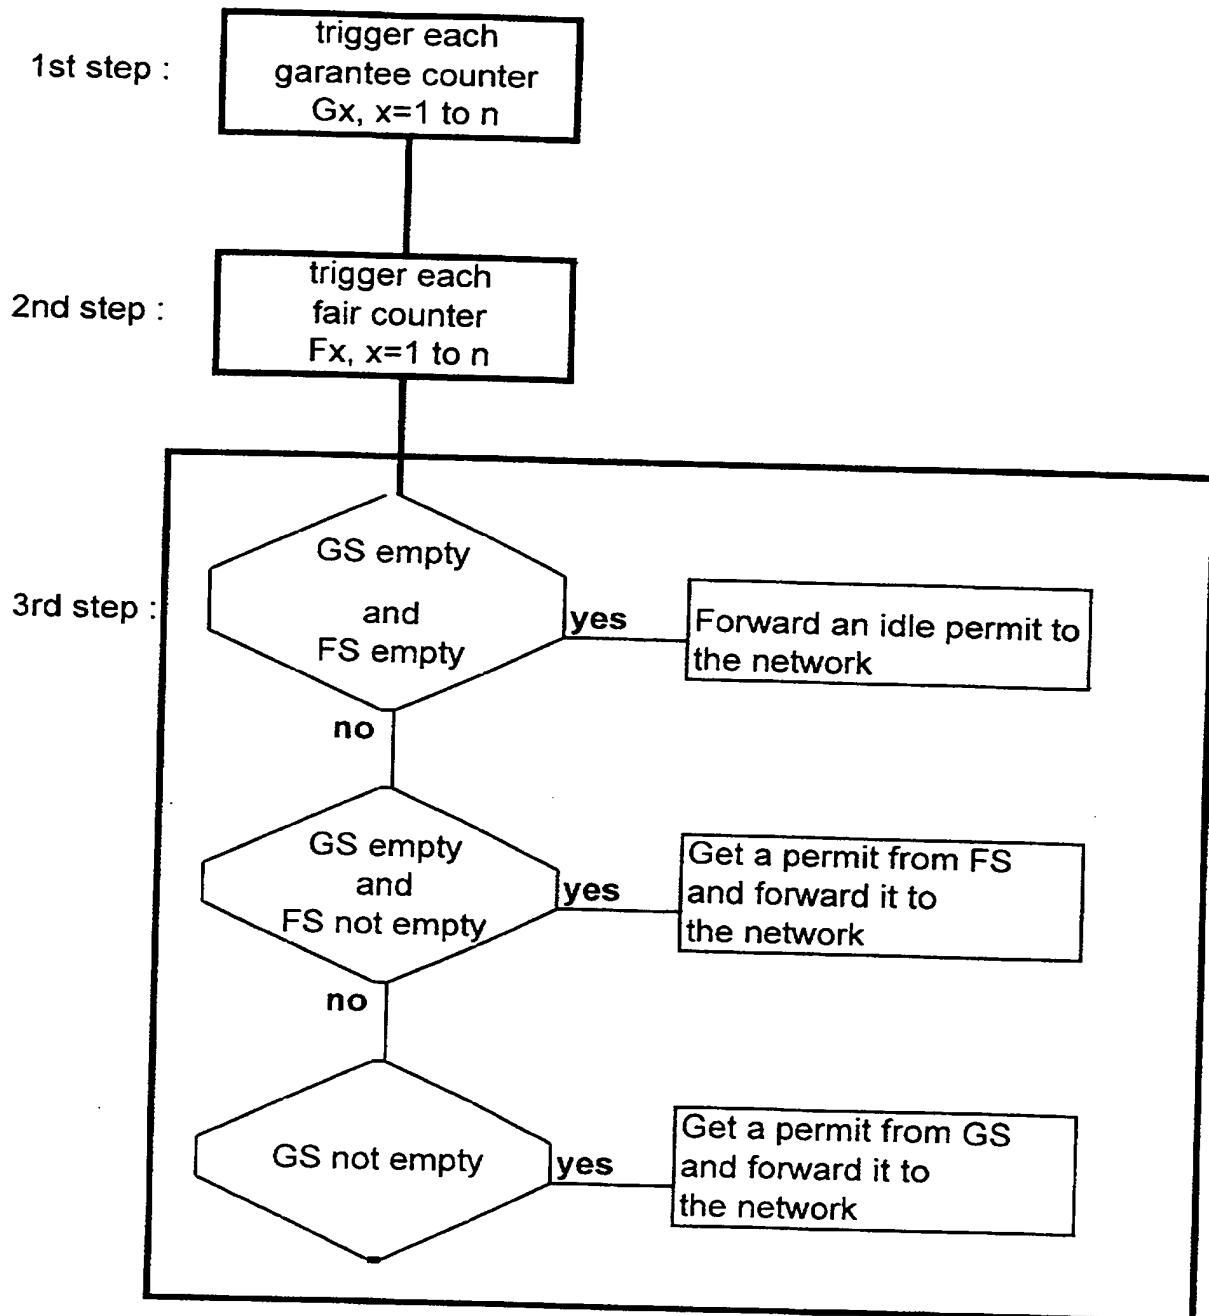 1st step :
trigger each
garantee counter
Gx, x=1 to n
2nd step :
trigger each
fair counter
Fx, x=1 to n
3rd step :
GS empty
and
FS empty
yes
Forward an idle permit to
the network
no
GS empty
and
FS not empty
yes
Get a permit from FS
and forward it to
the network
no
GS not empty
yes
Get a permit from GS
and forward it to
the network